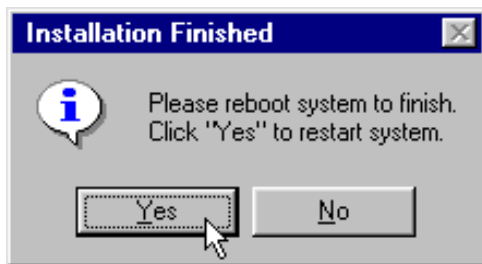 Installation Finished
Please reboot system to finish.
Click "Yes" to restart system.
Yes
No